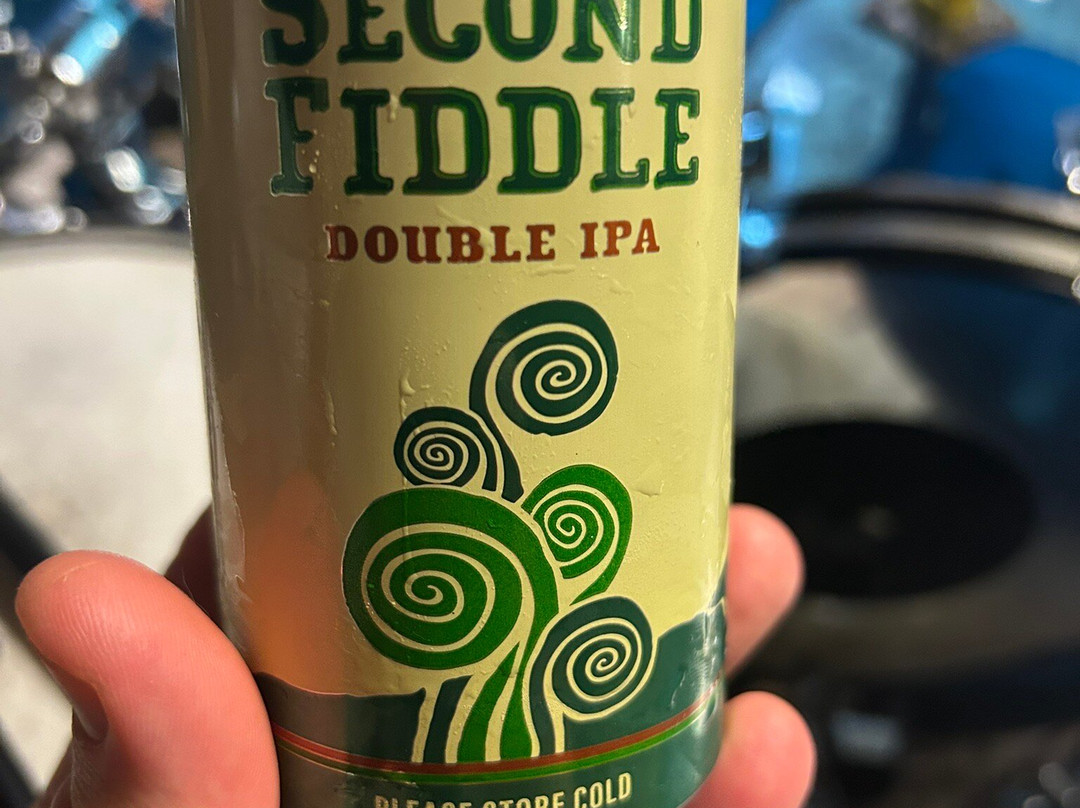 SECOND
FIDDLE
DOUBLE IPA
PLEASE STORE COLD